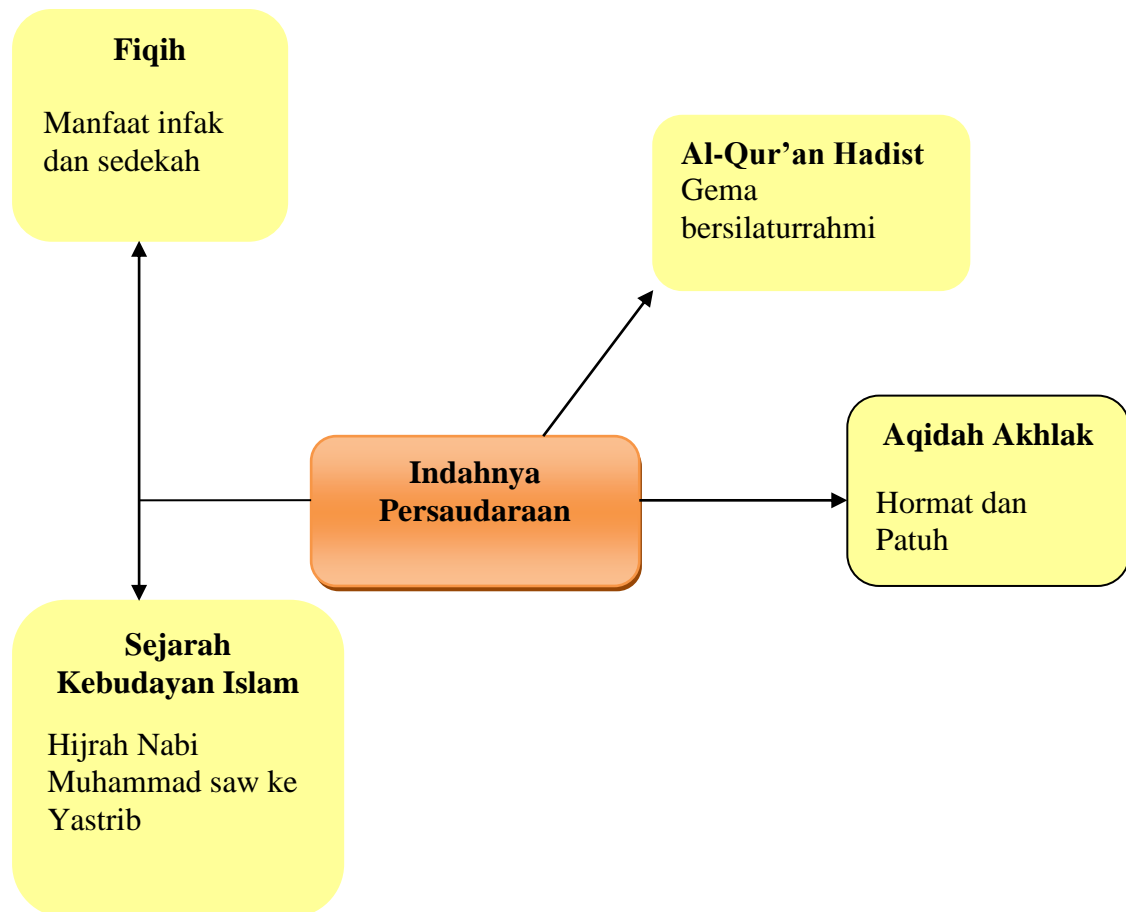 Fiqih
Manfaat infak
dan sedekah
Al-Qur’an Hadist
Gema
bersilaturrahmi
Indahnya
Persaudaraan
Aqidah Akhlak
Hormat dan
Patuh
Sejarah
Kebudayan Islam
Hijrah Nabi
Muhammad saw ke
Yastrib